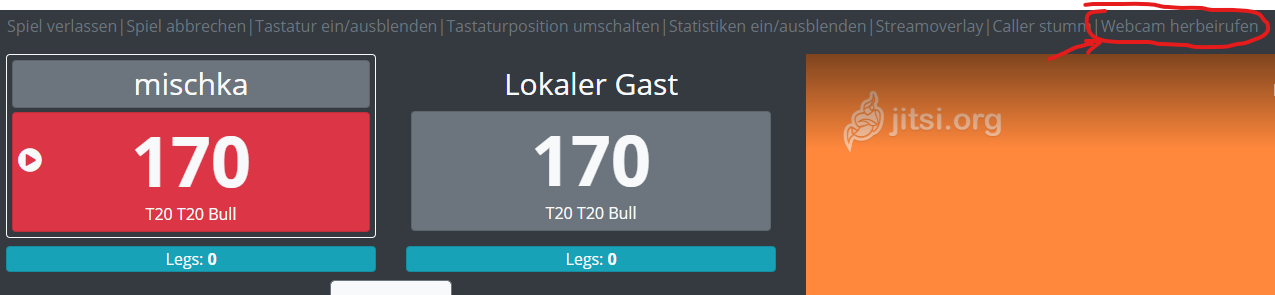 Spiel verlassen|Spiel abbrechen|Tastatur ein/ausblenden|Tastaturposition umschalten|Statistiken ein/ausblenden|Streamoverlay|Caller stumm|Webcam herbeirufen
mischka
170
T20 T20 Bull
Legs: 0
Lokaler Gast
170
T20 T20 Bull
Legs: 0
jitsi.org